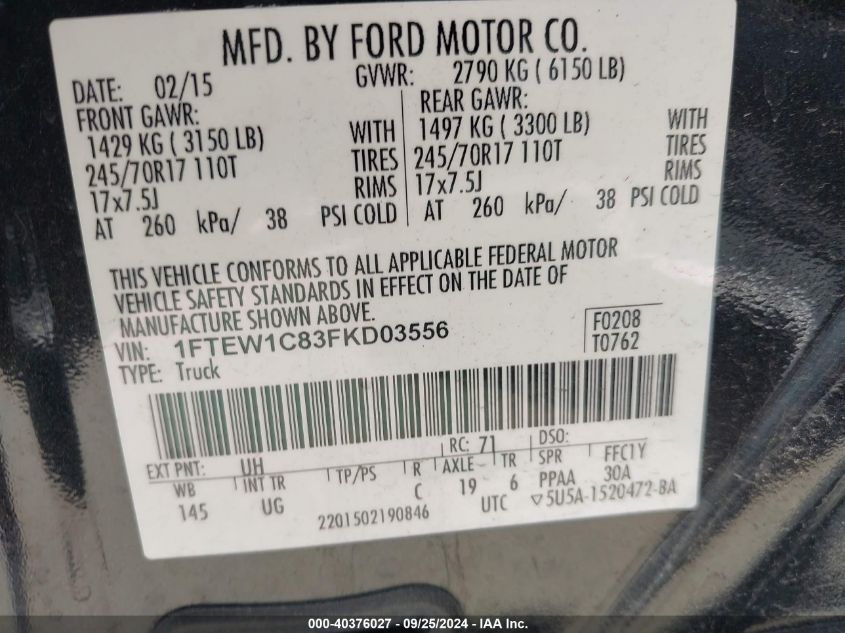 MFD. BY FORD MOTOR CO.
DATE: 02/15 GVWR: 2790 KG ( 6150 LB)
FRONT GAWR: REAR GAWR:
1429 KG ( 3150 LB) WITH 1497 KG ( 3300 LB) WITH
245/70R17 110T TIRES 245/70R17 110T TIRES
17x7.5J RIMS 17x7.5J RIMS
AT 260 kPa/ 38 PSI COLD AT 260 kPa/ 38 PSI COLD
THIS VEHICLE CONFORMS TO ALL APPLICABLE FEDERAL MOTOR
VEHICLE SAFETY STANDARDS IN EFFECT ON THE DATE OF
MANUFACTURE SHOWN ABOVE.
VIN: 1FTEW1C83FKD03556 F0208
TYPE: Truck T0762
EXT PNT: UH RC: 71 DSO:
WB INT TR TP/PS R AXLE TR SPR FFC1Y
145 UG C 19 6 PPAA 30A
2201502190846 UTC ▽5U5A-1520472-BA
000-40376027 - 09/25/2024 - IAA Inc.